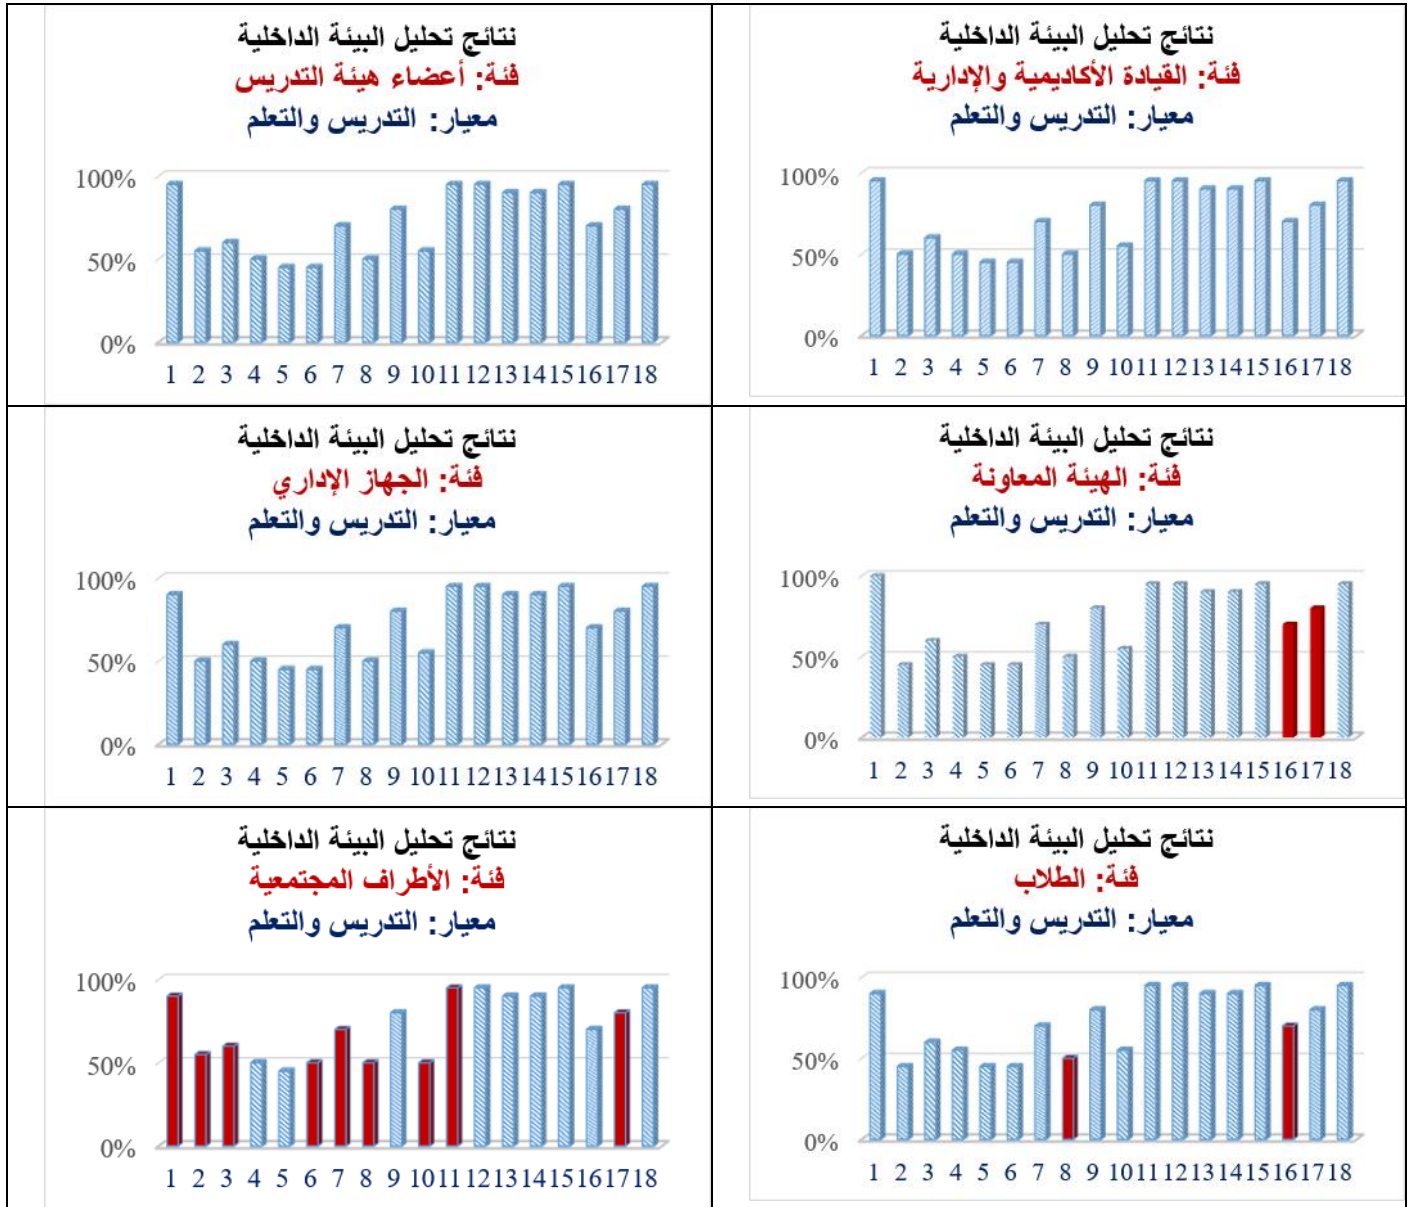 نتائج تحليل البيئة الداخلية
فئة: القيادة الأكاديمية والإدارية
معيار: التدريس والتعلم
100%
50%
0%
1 2 3 4 5 6 7 8 9 10 11 12 13 14 15 16 17 18
نتائج تحليل البيئة الداخلية
فئة: أعضاء هيئة التدريس
معيار: التدريس والتعلم
100%
50%
0%
1 2 3 4 5 6 7 8 9 10 11 12 13 14 15 16 17 18
نتائج تحليل البيئة الداخلية
فئة: الهيئة المعاونة
معيار: التدريس والتعلم
100%
50%
0%
1 2 3 4 5 6 7 8 9 10 11 12 13 14 15 16 17 18
نتائج تحليل البيئة الداخلية
فئة: الجهاز الإداري
معيار: التدريس والتعلم
100%
50%
0%
1 2 3 4 5 6 7 8 9 10 11 12 13 14 15 16 17 18
نتائج تحليل البيئة الداخلية
فئة: الطلاب
معيار: التدريس والتعلم
100%
50%
0%
1 2 3 4 5 6 7 8 9 10 11 12 13 14 15 16 17 18
نتائج تحليل البيئة الداخلية
فئة: الأطراف المجتمعية
معيار: التدريس والتعلم
100%
50%
0%
1 2 3 4 5 6 7 8 9 10 11 12 13 14 15 16 17 18